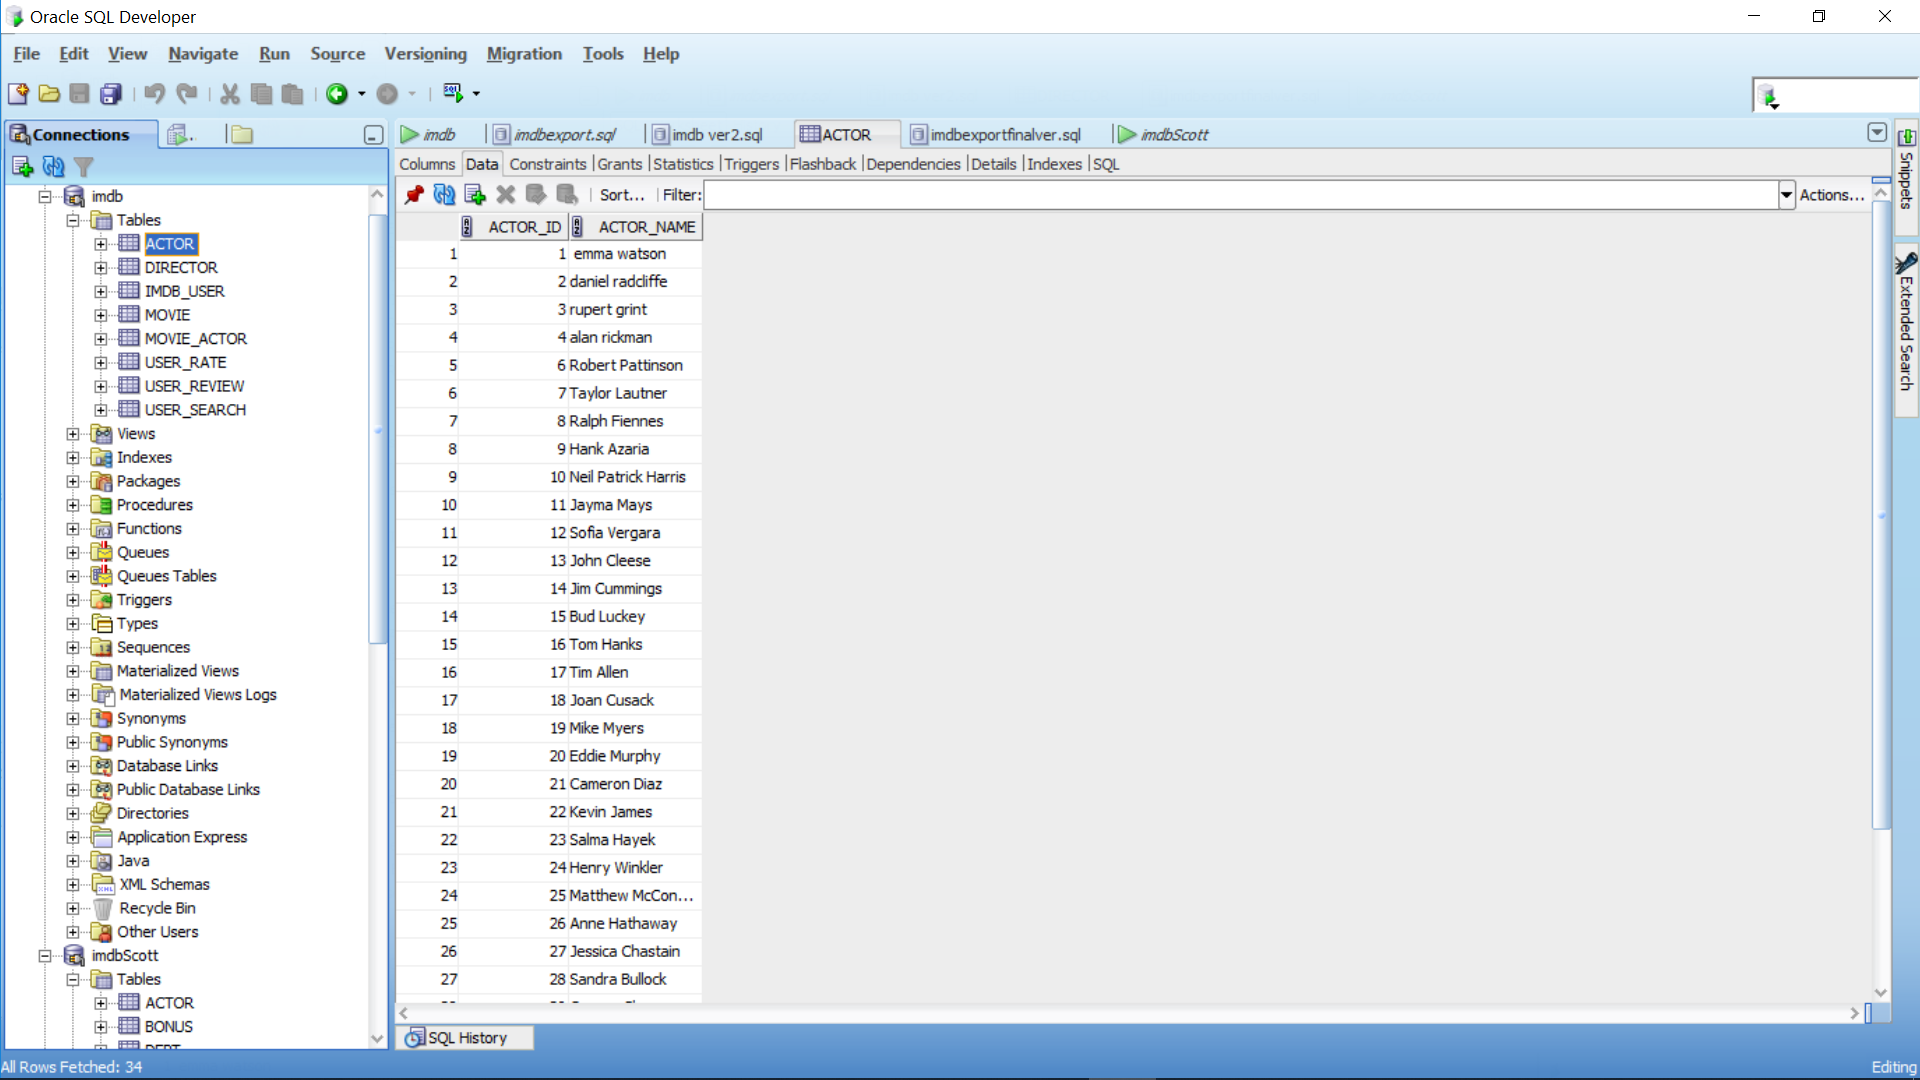 Oracle SQL Developer
File Edit View Navigate Run Source Versioning Migration Tools Help
Connections
imdb imdbexport.sql imdb ver2.sql ACTOR imdbexportfinalver.sql imdbScott
Columns Data Constraints Grants Statistics Triggers Flashback Dependencies Details Indexes SQL
Sort... Filter: Actions...
imdb
Tables
ACTOR
DIRECTOR
IMDB_USER
MOVIE
MOVIE_ACTOR
USER_RATE
USER_REVIEW
USER_SEARCH
Views
Indexes
Packages
Procedures
Functions
Queues
Queues Tables
Triggers
Types
Sequences
Materialized Views
Materialized Views Logs
Synonyms
Public Synonyms
Database Links
Public Database Links
Directories
Application Express
Java
XML Schemas
Recycle Bin
Other Users
imdbScott
Tables
ACTOR
BONUS
ACTOR_ID ACTOR_NAME
1 1 emma watson
2 2 daniel radcliffe
3 3 rupert grint
4 4 alan rickman
5 6 Robert Pattinson
6 7 Taylor Lautner
7 8 Ralph Fiennes
8 9 Hank Azaria
9 10 Neil Patrick Harris
10 11 Jayma Mays
11 12 Sofia Vergara
12 13 John Cleese
13 14 Jim Cummings
14 15 Bud Luckey
15 16 Tom Hanks
16 17 Tim Allen
17 18 Joan Cusack
18 19 Mike Myers
19 20 Eddie Murphy
20 21 Cameron Diaz
21 22 Kevin James
22 23 Salma Hayek
23 24 Henry Winkler
24 25 Matthew McCon...
25 26 Anne Hathaway
26 27 Jessica Chastain
27 28 Sandra Bullock
Snippets
Extended Search
SQL History
All Rows Fetched: 34
Editing